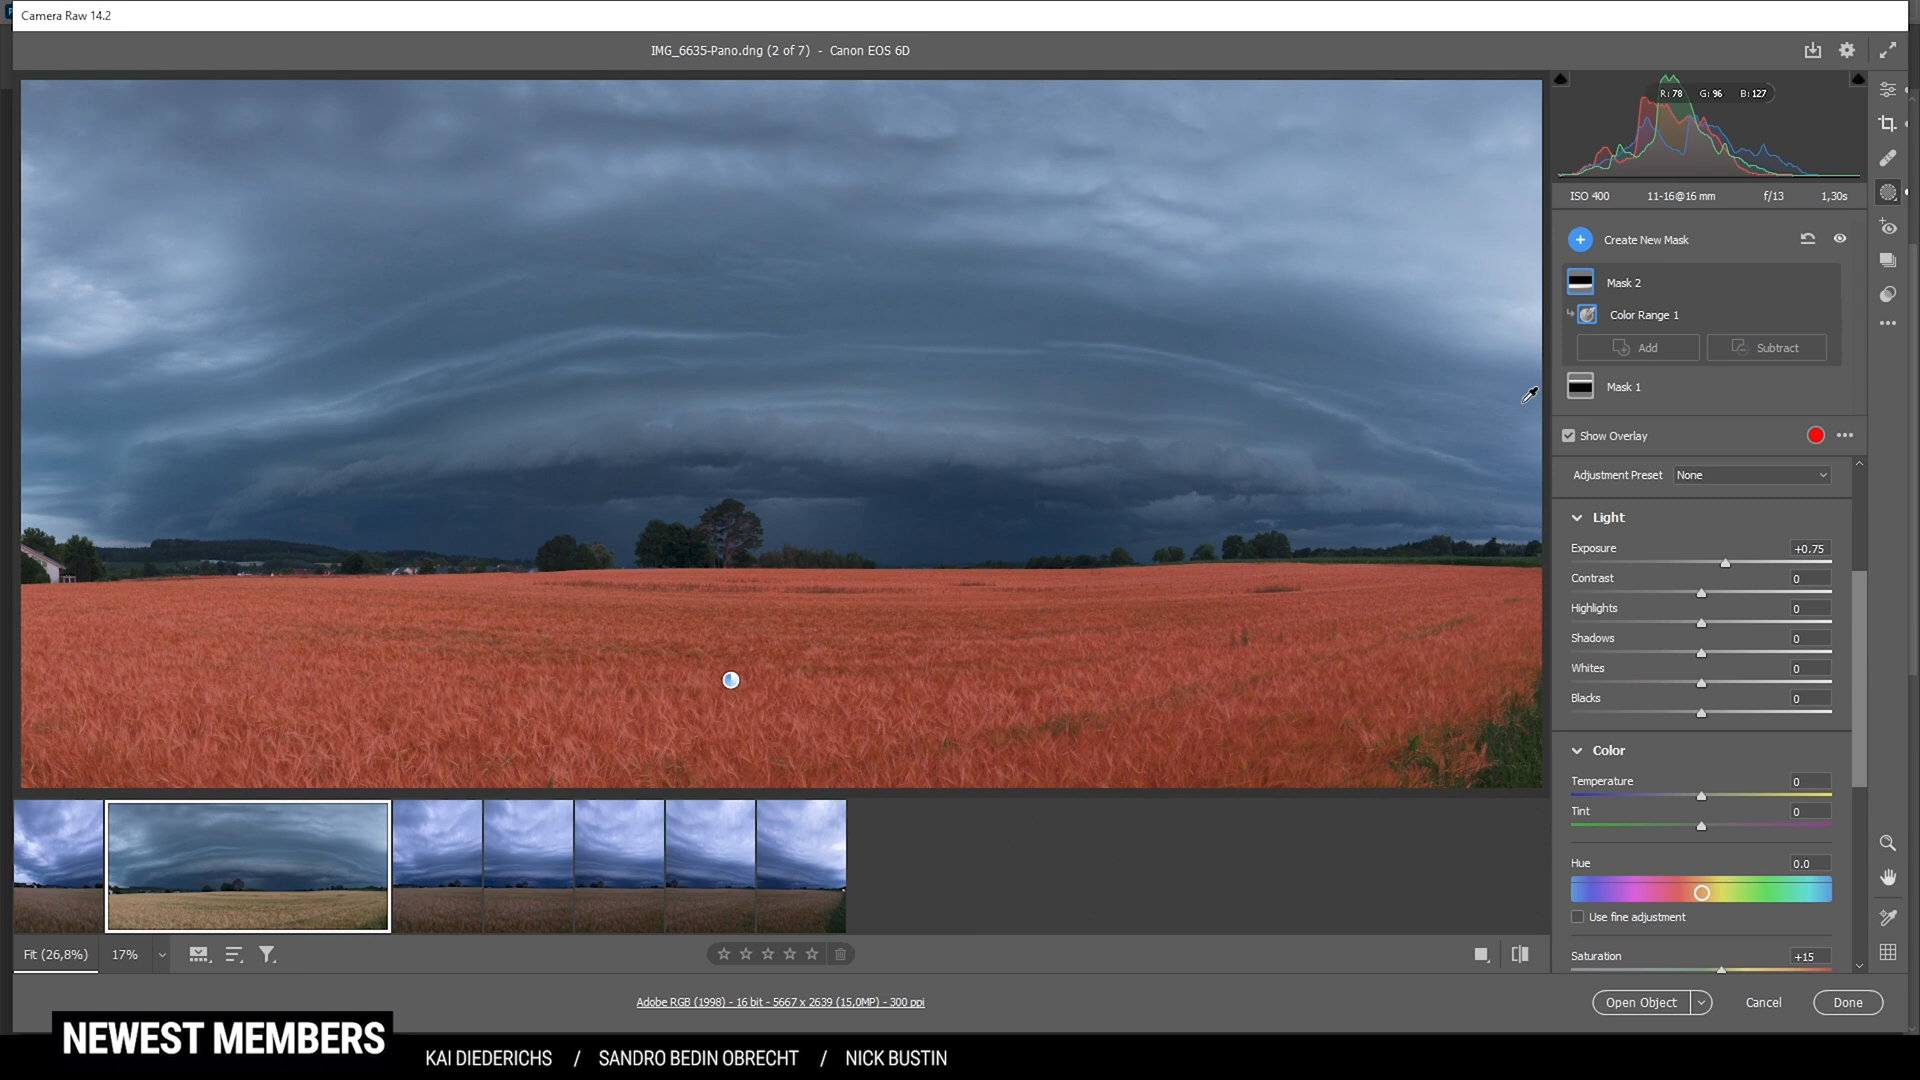 Camera Raw 14.2
IMG_6635-Pano.dng (2 of 7) - Canon EOS 6D
R: 78 G: 96 B: 127
ISO 400 11-16@16 mm f/13 1,30s
Create New Mask
Mask 2
Color Range 1
Add Subtract
Mask 1
Show Overlay
Adjustment Preset None
Light
Exposure +0.75
Contrast 0
Highlights 0
Shadows 0
Whites 0
Blacks 0
Color
Temperature 0
Tint 0
Hue 0.0
Use fine adjustment
Saturation +15
Fit (26,8%) 17%
Adobe RGB (1998) - 16 bit - 5667 x 2639 (15,0MP) - 300 ppi
Open Object Cancel Done
NEWEST MEMBERS
KAI DIEDERICHS / SANDRO BEDIN OBRECHT / NICK BUSTIN